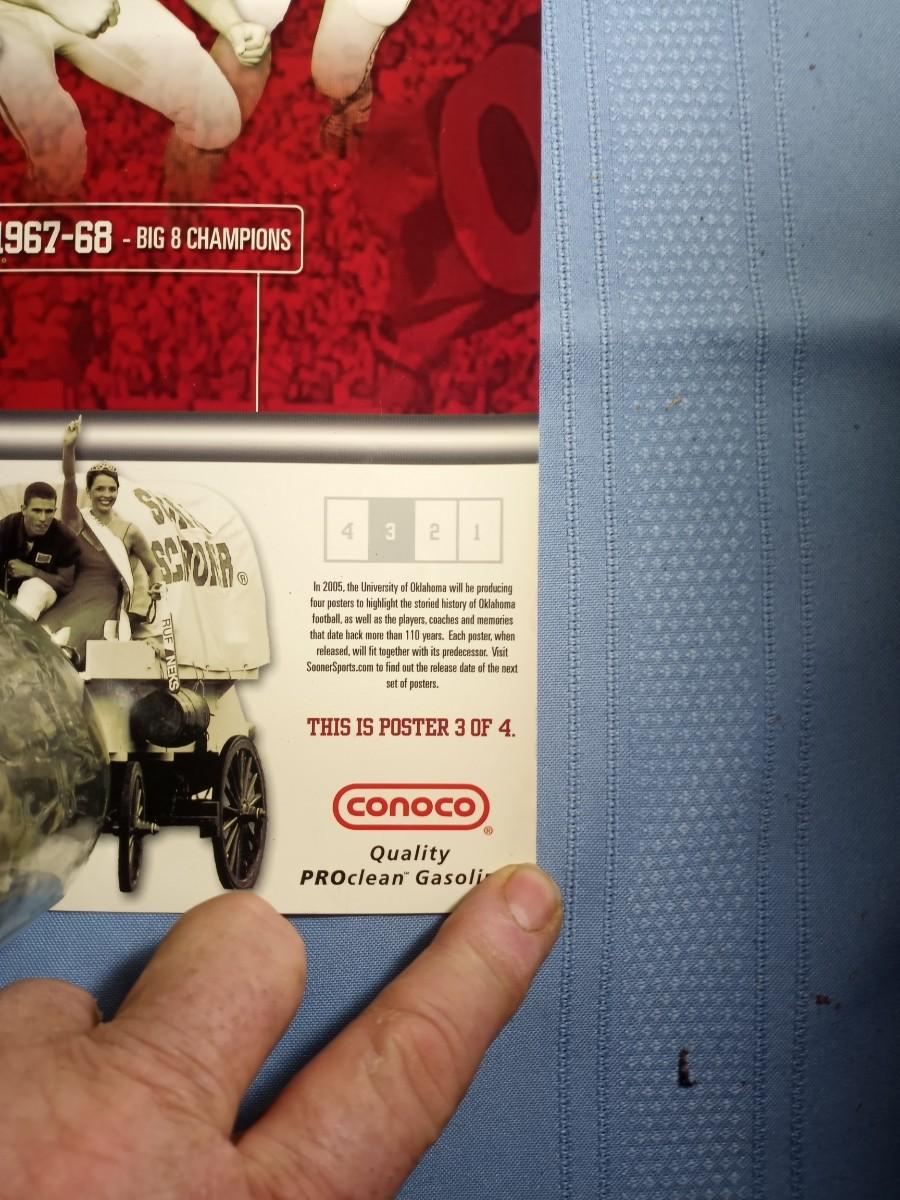 1967-68 - BIG 8 CHAMPIONS
SCHOONER®
RUF/NEKS
4 3 2 1
In 2005, the University of Oklahoma will be producing
four posters to highlight the storied history of Oklahoma
football, as well as the players, coaches and memories
that date back more than 110 years. Each poster, when
released, will fit together with its predecessor. Visit
SoonerSports.com to find out the release date of the next
set of posters.
THIS IS POSTER 3 OF 4.
conoco®
Quality
PROclean™ Gasoli